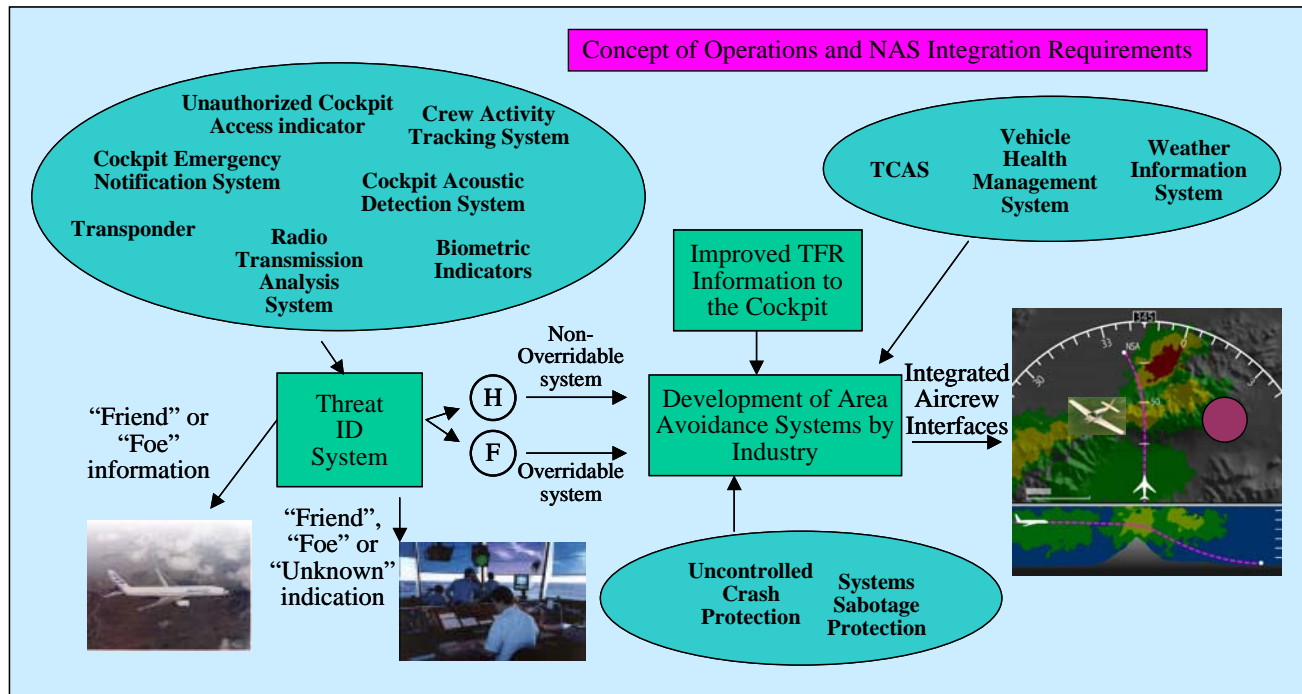 Concept of Operations and NAS Integration Requirements
Unauthorized Cockpit
Access indicator
Crew Activity
Tracking System
Cockpit Emergency
Notification System
Cockpit Acoustic
Detection System
Transponder
Radio
Transmission
Analysis
System
Biometric
Indicators
TCAS
Vehicle
Health
Management
System
Weather
Information
System
Improved TFR
Information to
the Cockpit
Threat
ID
System
H
F
Non-
Overridable
system
Overridable
system
Development of Area
Avoidance Systems by
Industry
Integrated
Aircrew
Interfaces
345
33
NSA
0
30
3
50
“Friend” or
“Foe”
information
“Friend”,
“Foe” or
“Unknown”
indication
Uncontrolled
Crash
Protection
Systems
Sabotage
Protection